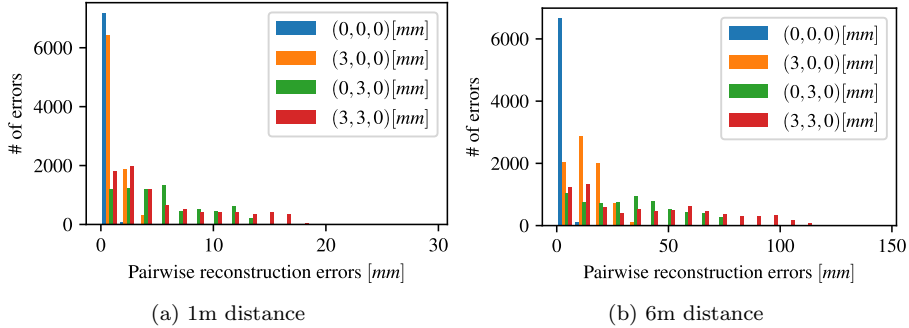 # of errors
6000
4000
2000
0
(0, 0, 0)[mm]
(3, 0, 0)[mm]
(0, 3, 0)[mm]
(3, 3, 0)[mm]
0 10 20 30
Pairwise reconstruction errors [mm]
(a) 1m distance
# of errors
6000
4000
2000
0
(0, 0, 0)[mm]
(3, 0, 0)[mm]
(0, 3, 0)[mm]
(3, 3, 0)[mm]
0 50 100 150
Pairwise reconstruction errors [mm]
(b) 6m distance